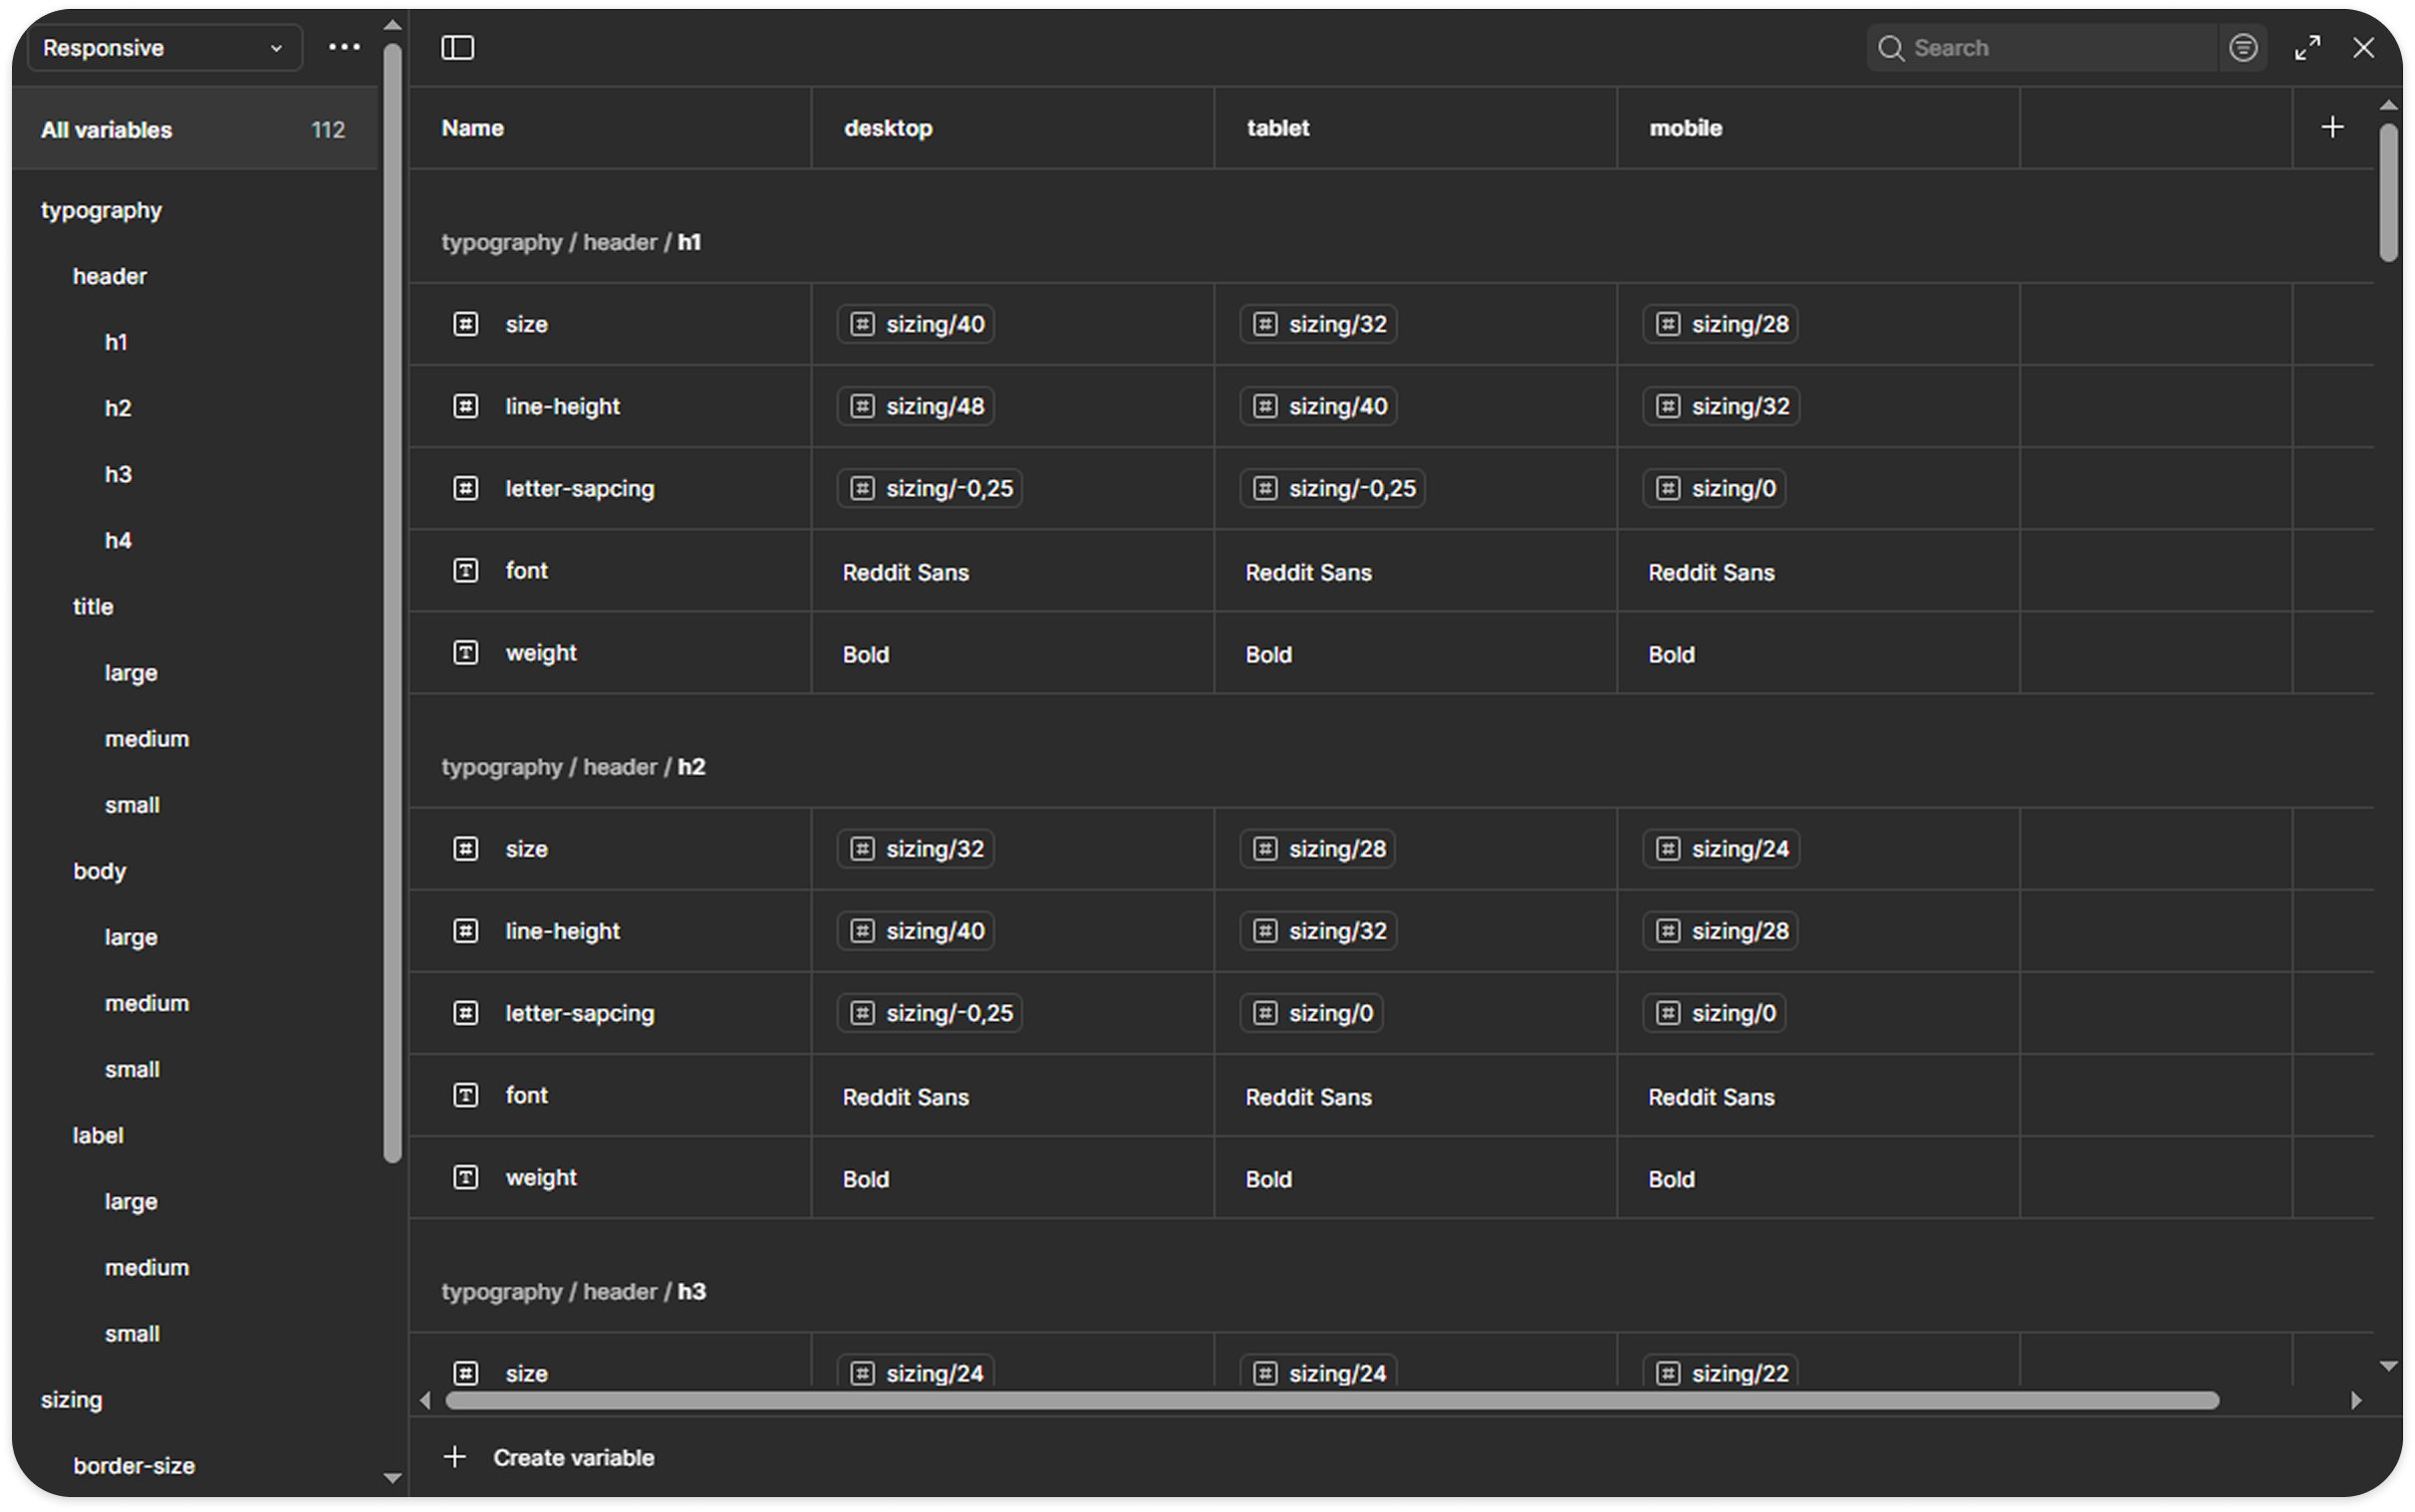 Responsive
All variables 112
typography
header
h1
h2
h3
h4
title
large
medium
small
body
large
medium
small
label
large
medium
small
sizing
border-size
Search
Name desktop tablet mobile
typography / header / h1
size sizing/40 sizing/32 sizing/28
line-height sizing/48 sizing/40 sizing/32
letter-sapcing sizing/-0,25 sizing/-0,25 sizing/0
font Reddit Sans Reddit Sans Reddit Sans
weight Bold Bold Bold
typography / header / h2
size sizing/32 sizing/28 sizing/24
line-height sizing/40 sizing/32 sizing/28
letter-sapcing sizing/-0,25 sizing/0 sizing/0
font Reddit Sans Reddit Sans Reddit Sans
weight Bold Bold Bold
typography / header / h3
size sizing/24 sizing/24 sizing/22
Create variable